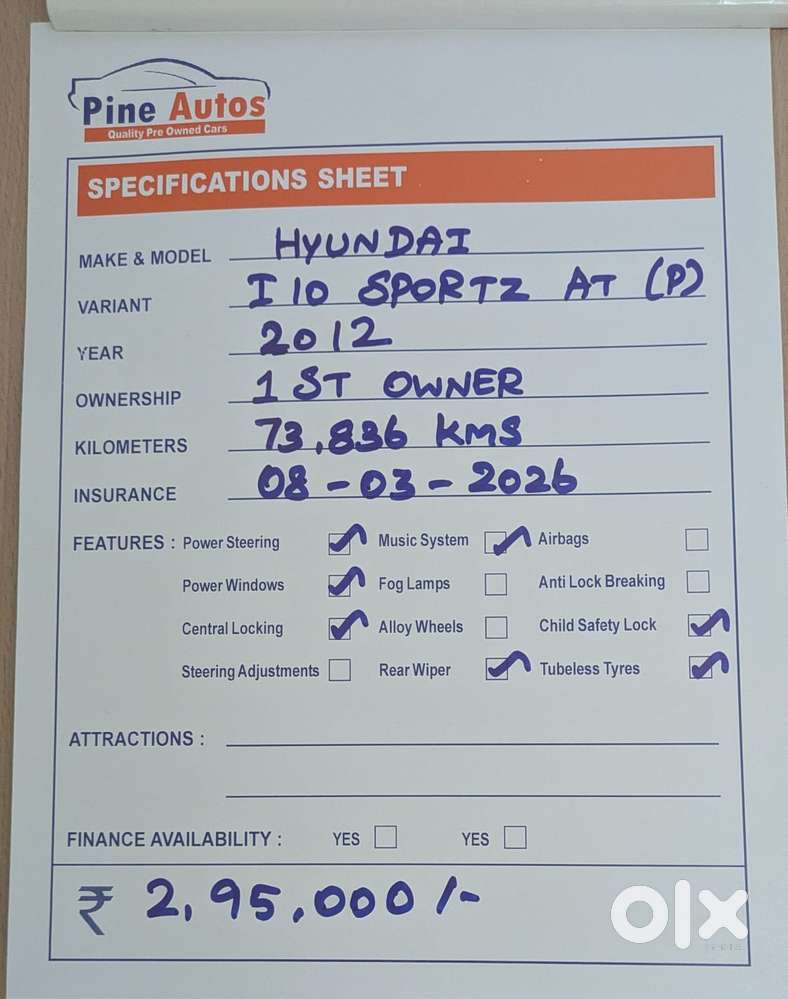 Pine Autos
Quality Pre Owned Cars
SPECIFICATIONS SHEET
MAKE & MODEL HYUNDAI
VARIANT I 10 SPORTZ AT (P)
YEAR 2012
OWNERSHIP 1 ST OWNER
KILOMETERS 73,836 KMS
INSURANCE 08-03-2026
FEATURES : Power Steering Music System Airbags
Power Windows Fog Lamps Anti Lock Breaking
Central Locking Alloy Wheels Child Safety Lock
Steering Adjustments Rear Wiper Tubeless Tyres
ATTRACTIONS :
FINANCE AVAILABILITY : YES YES
₹ 2,95,000/-
olx